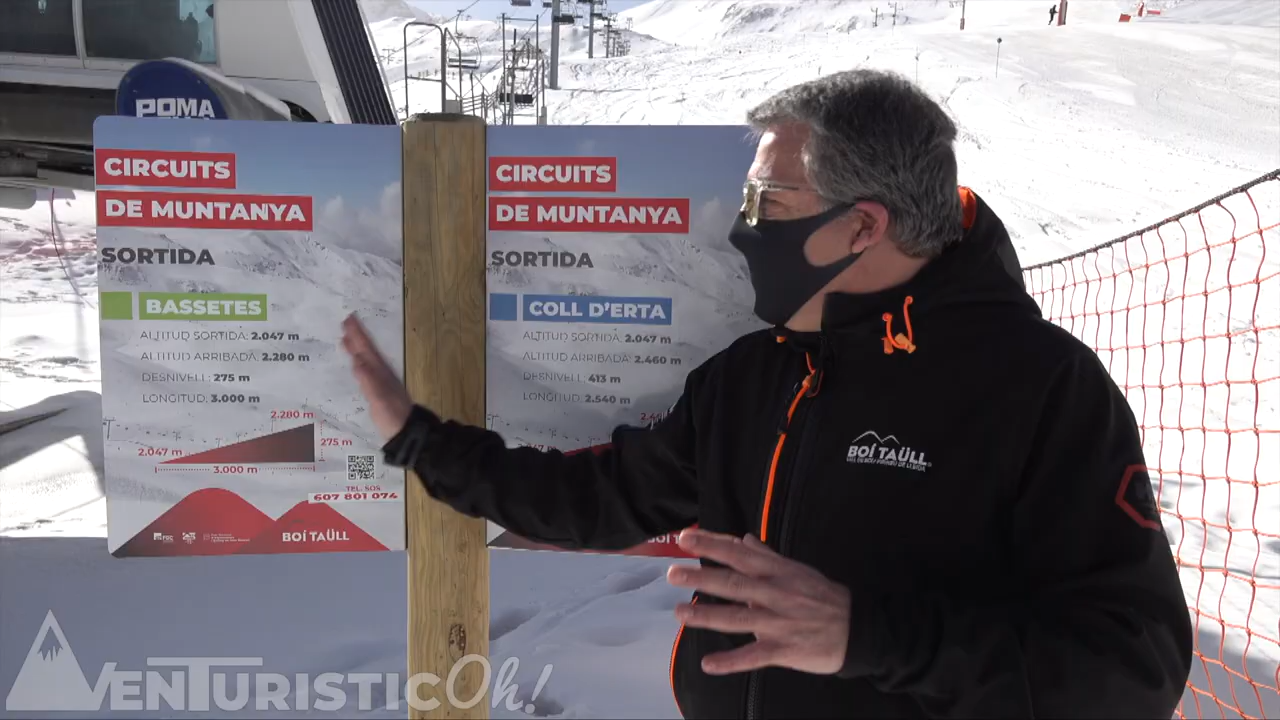 POMA
CIRCUITS
DE MUNTANYA
SORTIDA
BASSETES
ALTITUD SORTIDA: 2.047 m
ALTITUD ARRIBADA: 2.280 m
DESNIVELL: 275 m
LONGITUD: 3.000 m
2.280 m
275 m
2.047 m
3.000 m
TEL. SOS
607 801 074
FGC
BOÍ TAÜLL
CIRCUITS
DE MUNTANYA
SORTIDA
COLL D'ERTA
ALTITUD SORTIDA: 2.047 m
ALTITUD ARRIBADA: 2.460 m
DESNIVELL: 413 m
LONGITUD: 2.540 m
BOÍ TAÜLL
AVENTURISTICOh!